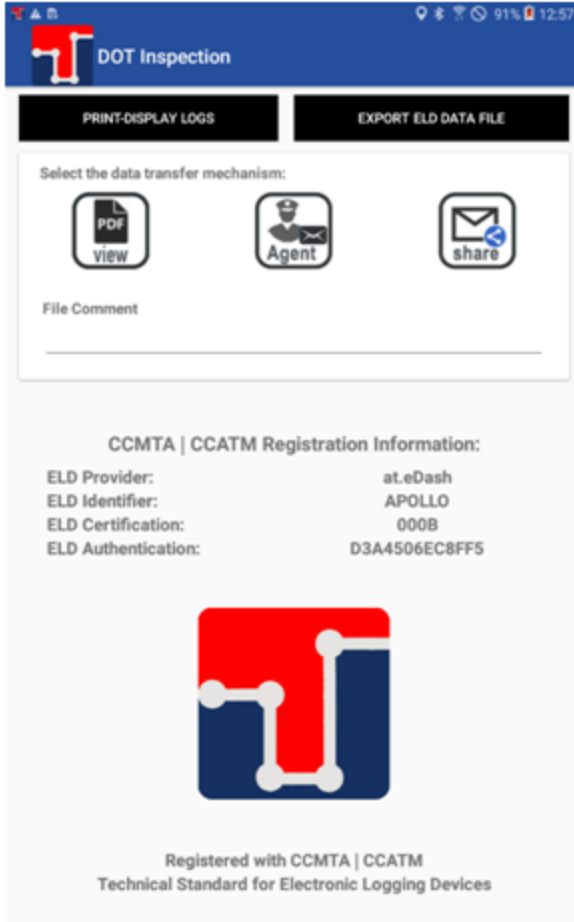 91% 12:57
DOT Inspection
PRINT-DISPLAY LOGS EXPORT ELD DATA FILE
Select the data transfer mechanism:
PDF
view Agent share
File Comment
CCMTA | CCATM Registration Information:
ELD Provider: at.eDash
ELD Identifier: APOLLO
ELD Certification: 000B
ELD Authentication: D3A4506EC8FF5
Registered with CCMTA | CCATM
Technical Standard for Electronic Logging Devices